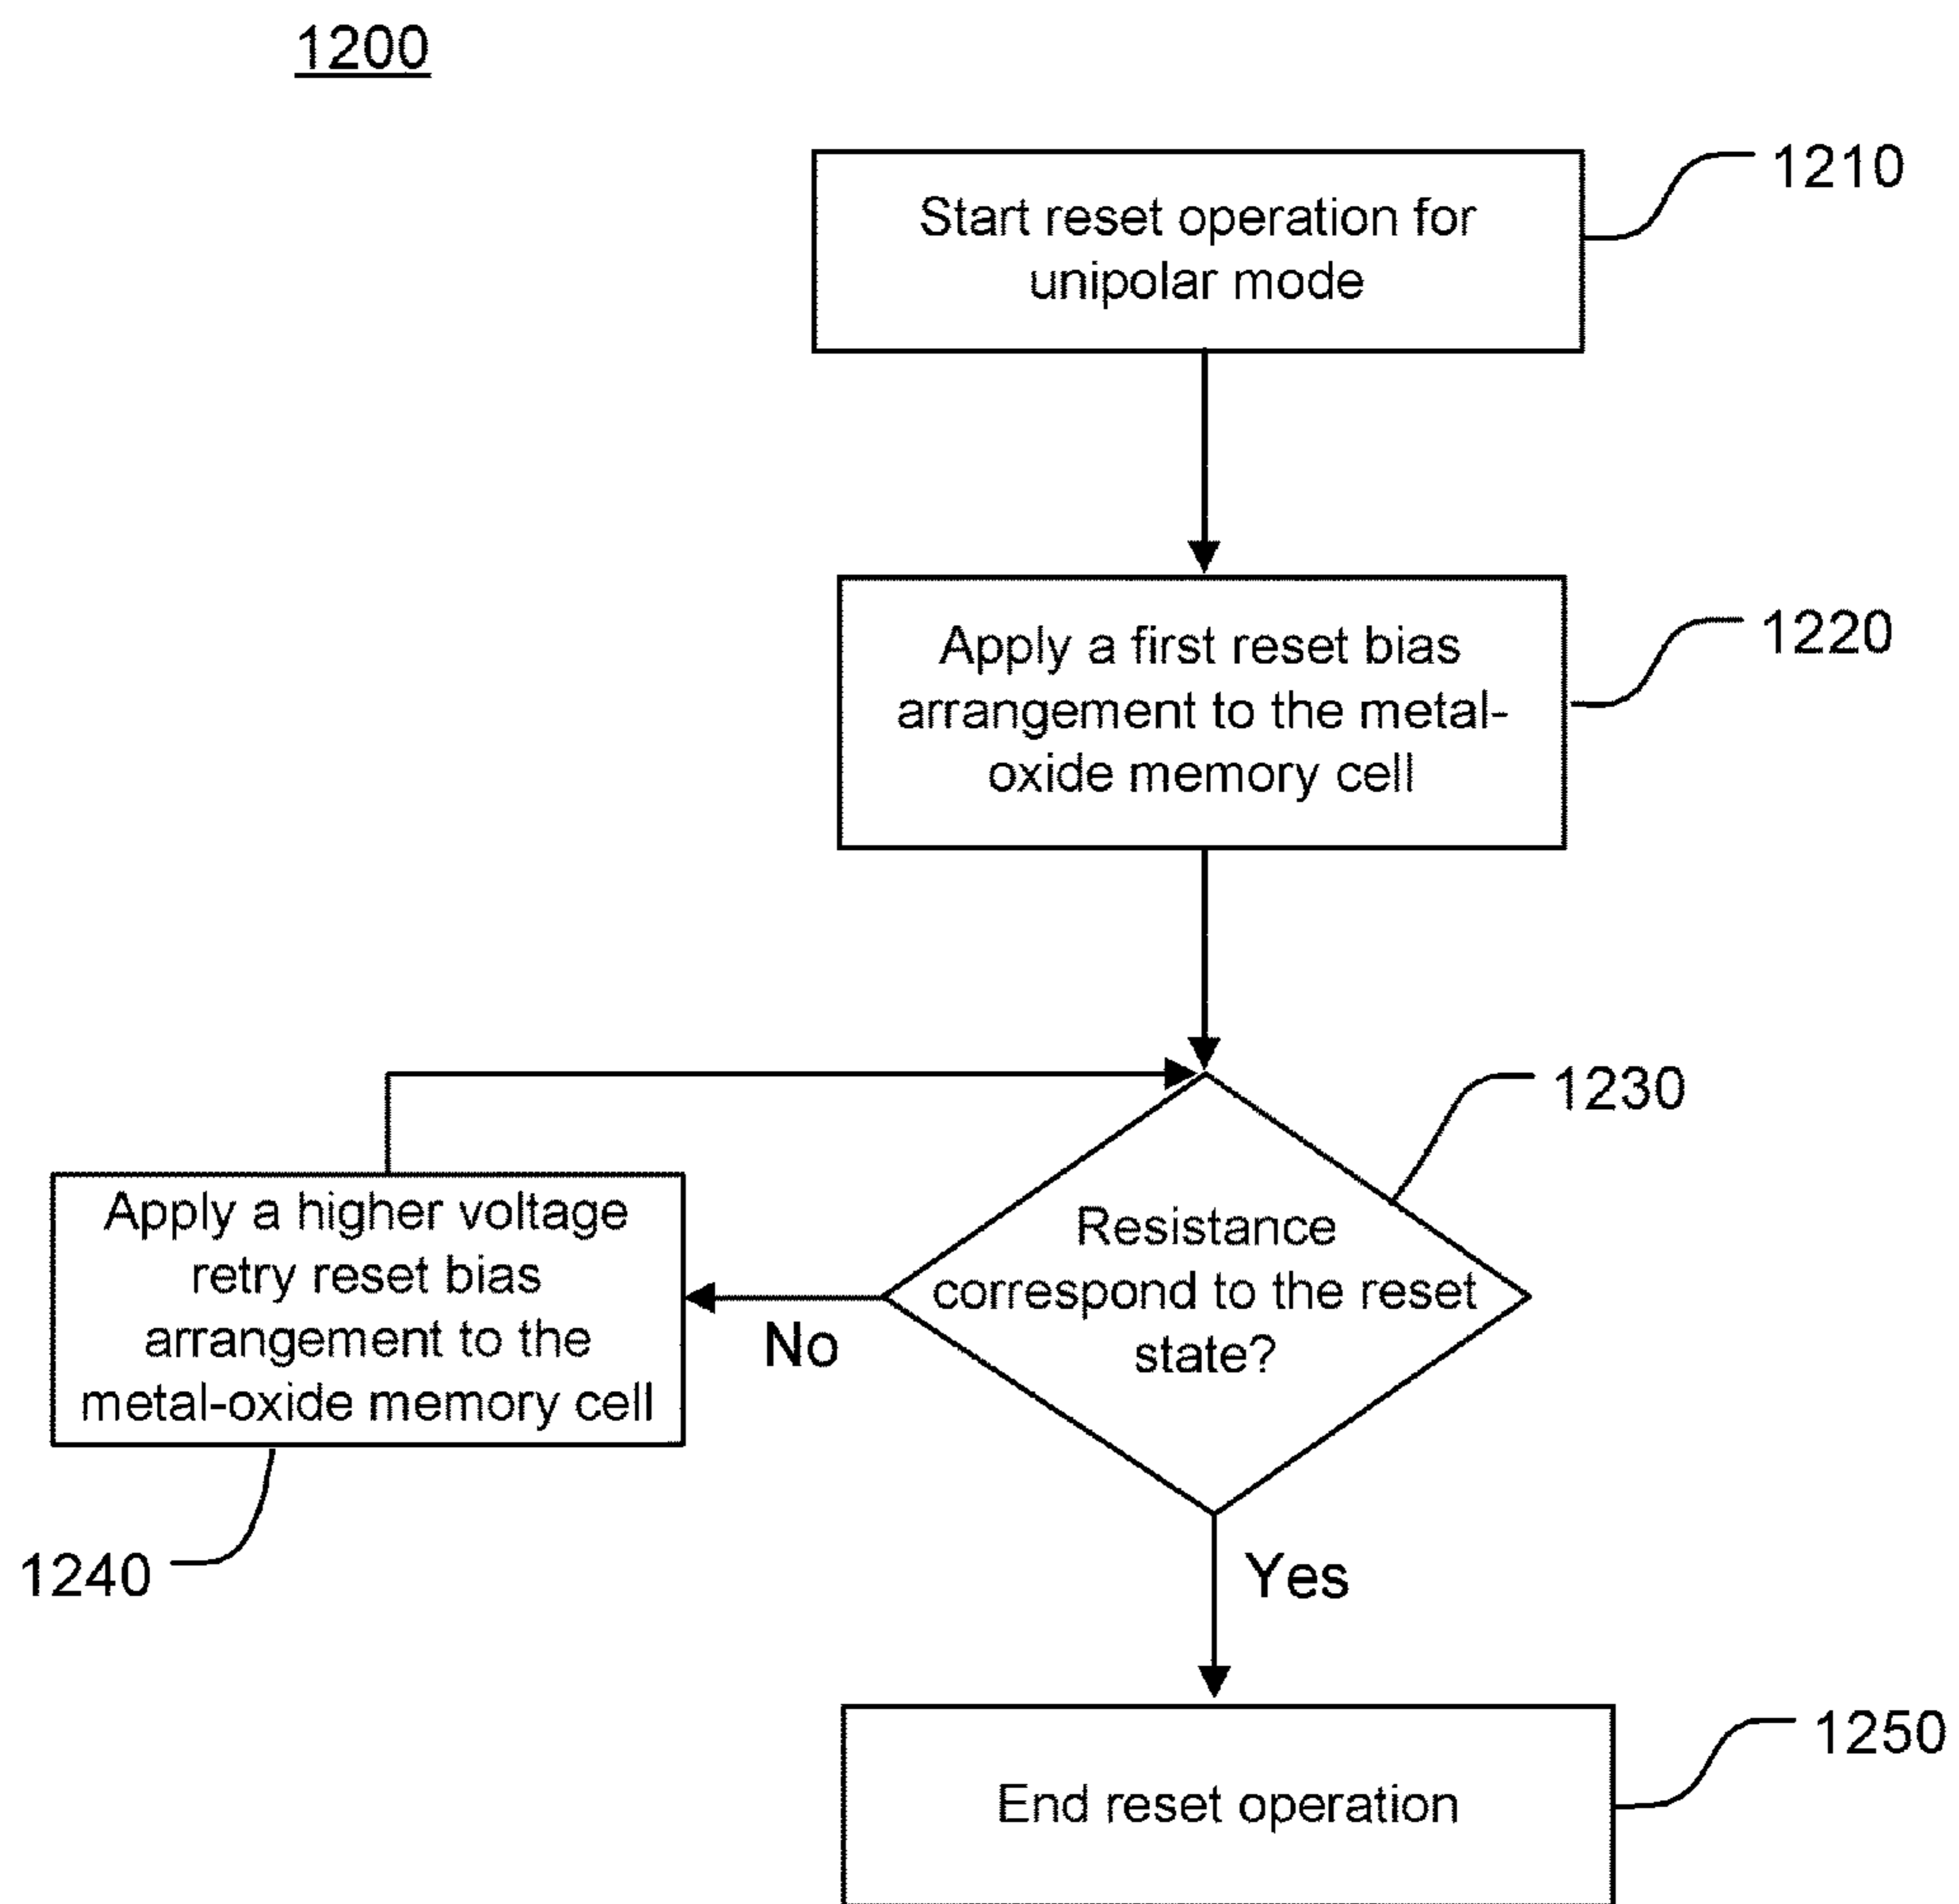 1200
1210
Start reset operation for
unipolar mode
1220
Apply a first reset bias
arrangement to the metal-
oxide memory cell
1230
Resistance
correspond to the reset
state?
Apply a higher voltage
retry reset bias
arrangement to the
metal-oxide memory cell
No
1240
Yes
1250
End reset operation